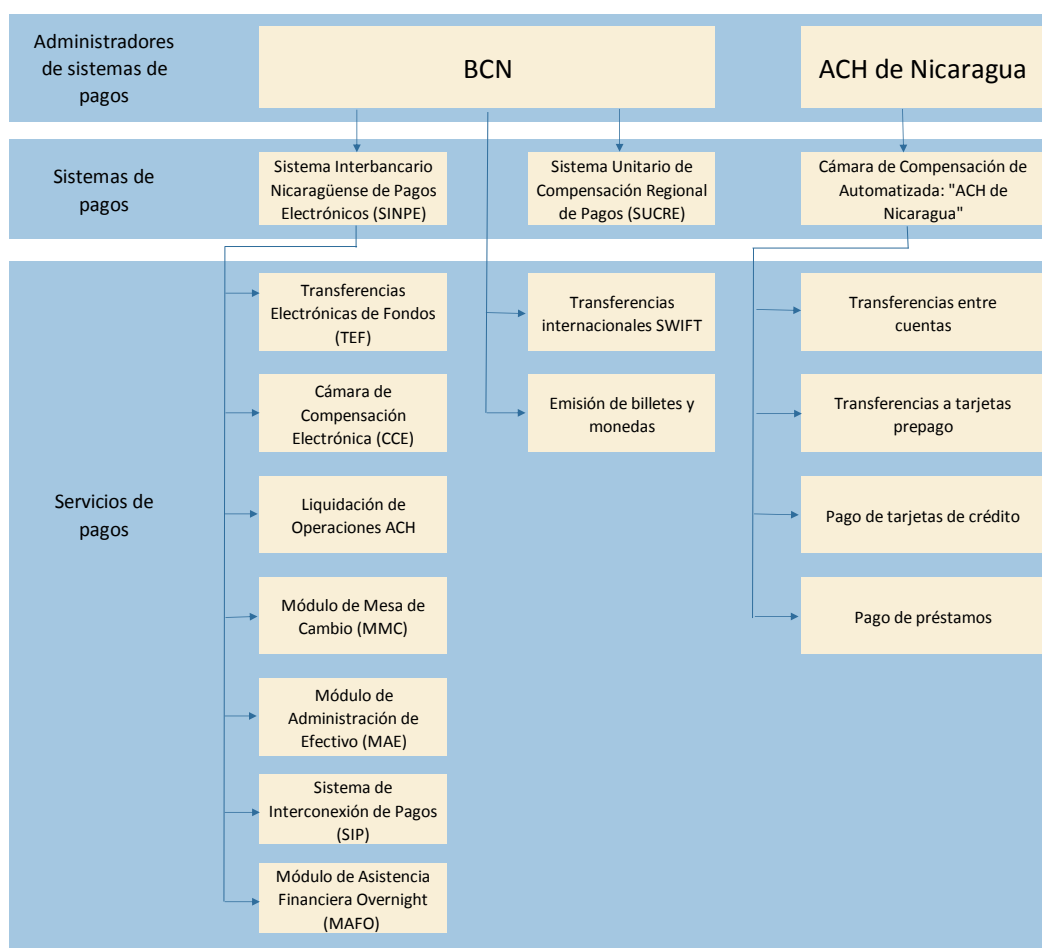 Administradores
de sistemas de
pagos
BCN
ACH de Nicaragua
Sistemas de
pagos
Sistema Interbancario
Nicaragüense de Pagos
Electrónicos (SINPE)
Sistema Unitario de
Compensación Regional
de Pagos (SUCRE)
Cámara de Compensación de
Automatizada: "ACH de
Nicaragua"
Servicios de
pagos
Transferencias
Electrónicas de Fondos
(TEF)
Cámara de
Compensación
Electrónica (CCE)
Liquidación de
Operaciones ACH
Módulo de Mesa de
Cambio (MMC)
Módulo de
Administración de
Efectivo (MAE)
Sistema de
Interconexión de Pagos
(SIP)
Módulo de Asistencia
Financiera Overnight
(MAFO)
Transferencias
internacionales SWIFT
Emisión de billetes y
monedas
Transferencias entre
cuentas
Transferencias a tarjetas
prepago
Pago de tarjetas de crédito
Pago de préstamos